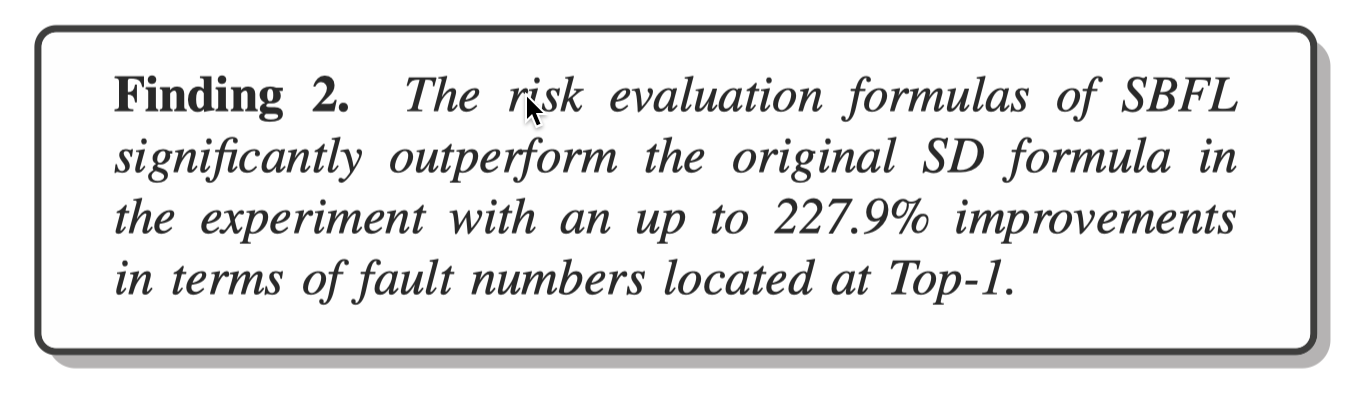 Finding 2. The risk evaluation formulas of SBFL
significantly outperform the original SD formula in
the experiment with an up to 227.9% improvements
in terms of fault numbers located at Top-1.